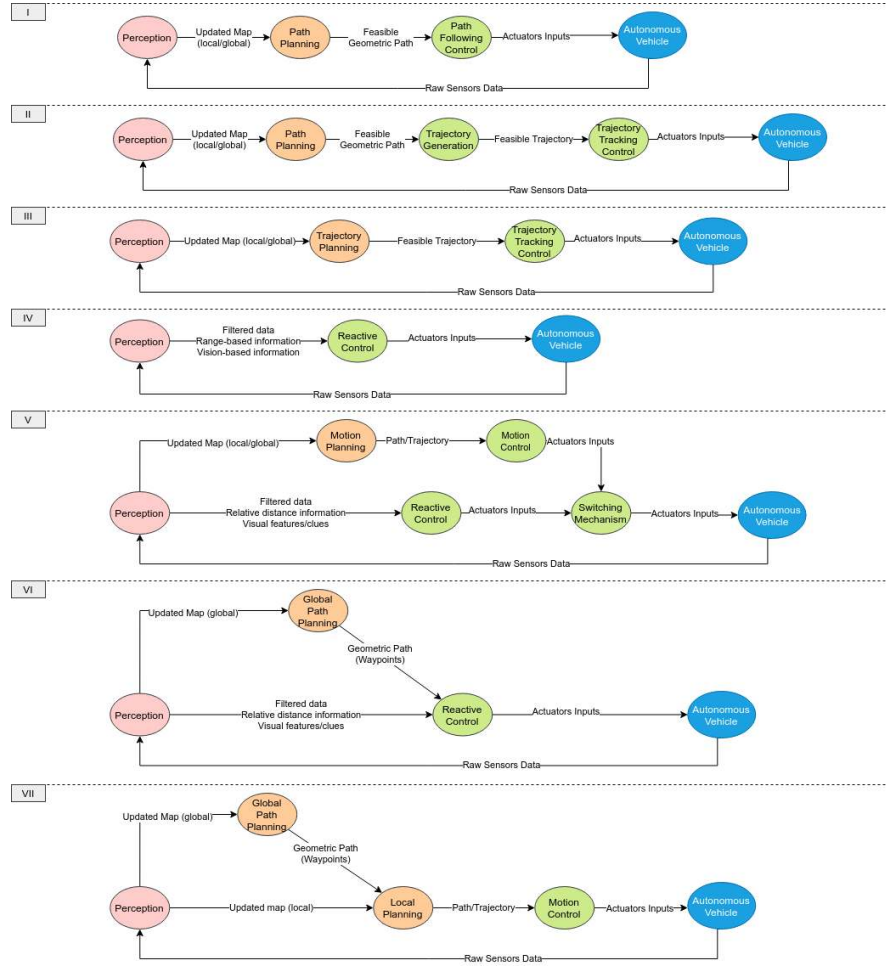 I
Perception
Updated Map
(local/global)
Path
Planning
Feasible
Geometric Path
Path
Following
Control
Actuators Inputs
Autonomous
Vehicle
Raw Sensors Data
II
Perception
Updated Map
(local/global)
Path
Planning
Feasible
Geometric Path
Trajectory
Generation
Feasible Trajectory
Trajectory
Tracking
Control
Actuators Inputs
Autonomous
Vehicle
Raw Sensors Data
III
Perception
Updated Map (local/global)
Trajectory
Planning
Feasible Trajectory
Trajectory
Tracking
Control
Actuators Inputs
Autonomous
Vehicle
Raw Sensors Data
IV
Perception
Filtered data
Range-based information
Vision-based information
Reactive
Control
Actuators Inputs
Autonomous
Vehicle
Raw Sensors Data
V
Updated Map (local/global)
Motion
Planning
Path/Trajectory
Motion
Control
Actuators Inputs
Perception
Filtered data
Relative distance information
Visual features/clues
Reactive
Control
Actuators Inputs
Switching
Mechanism
Actuators Inputs
Autonomous
Vehicle
Raw Sensors Data
VI
Updated Map (global)
Global
Path
Planning
Geometric Path
(Waypoints)
Perception
Filtered data
Relative distance information
Visual features/clues
Reactive
Control
Actuators Inputs
Autonomous
Vehicle
Raw Sensors Data
VII
Updated Map (global)
Global
Path
Planning
Geometric Path
(Waypoints)
Perception
Updated map (local)
Local
Planning
Path/Trajectory
Motion
Control
Actuators Inputs
Autonomous
Vehicle
Raw Sensors Data